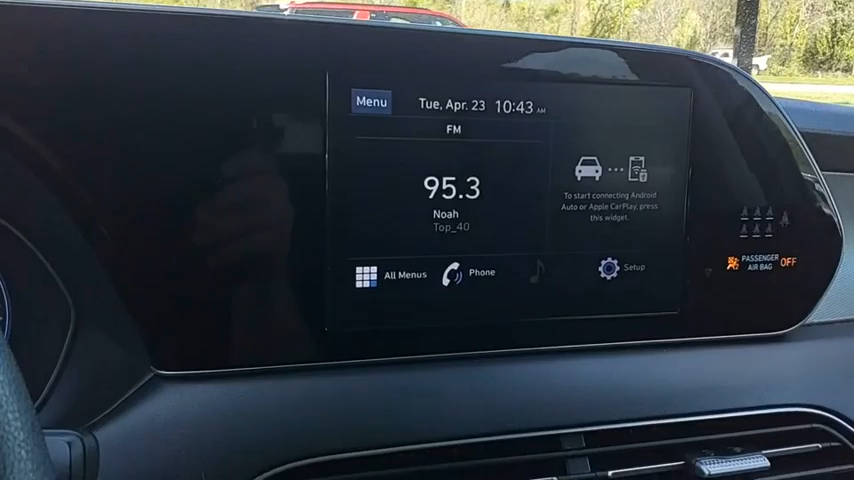 Menu
Tue, Apr. 23 10:43 AM
FM
95.3
Noah
Top_40
To start connecting Android
Auto or Apple CarPlay, press
this widget.
All Menus
Phone
Setup
PASSENGER
AIR BAG OFF